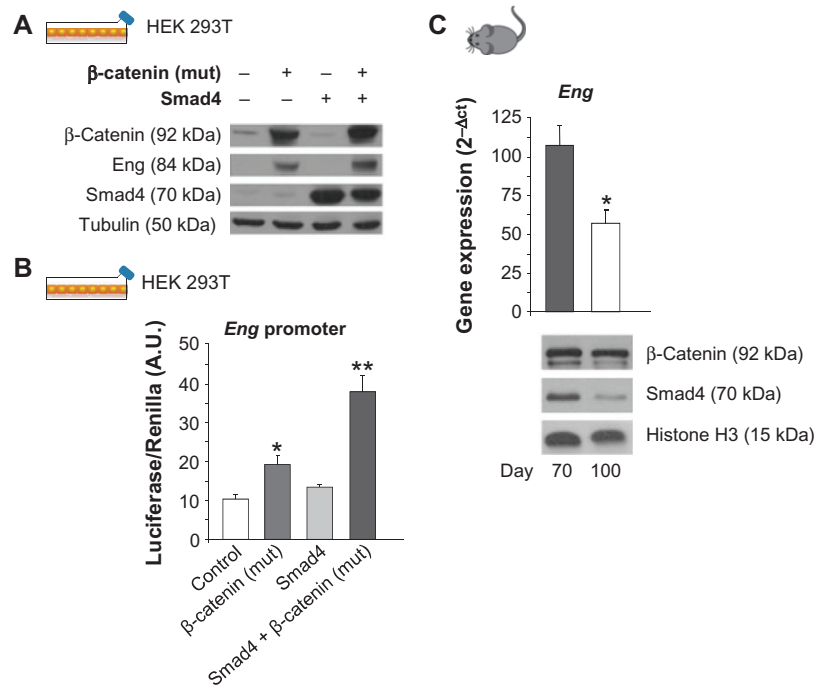 A
HEK 293T
β-catenin (mut) – + – +
Smad4 – – + +
β-Catenin (92 kDa)
Eng (84 kDa)
Smad4 (70 kDa)
Tubulin (50 kDa)
B
HEK 293T
Eng promoter
Luciferase/Renilla (A.U.)
50
40
30
20
10
0
*
**
Control
β-catenin (mut)
Smad4
Smad4 + β-catenin (mut)
C
Eng
Gene expression (2–Δct)
125
100
75
50
25
0
*
β-Catenin (92 kDa)
Smad4 (70 kDa)
Histone H3 (15 kDa)
Day 70 100